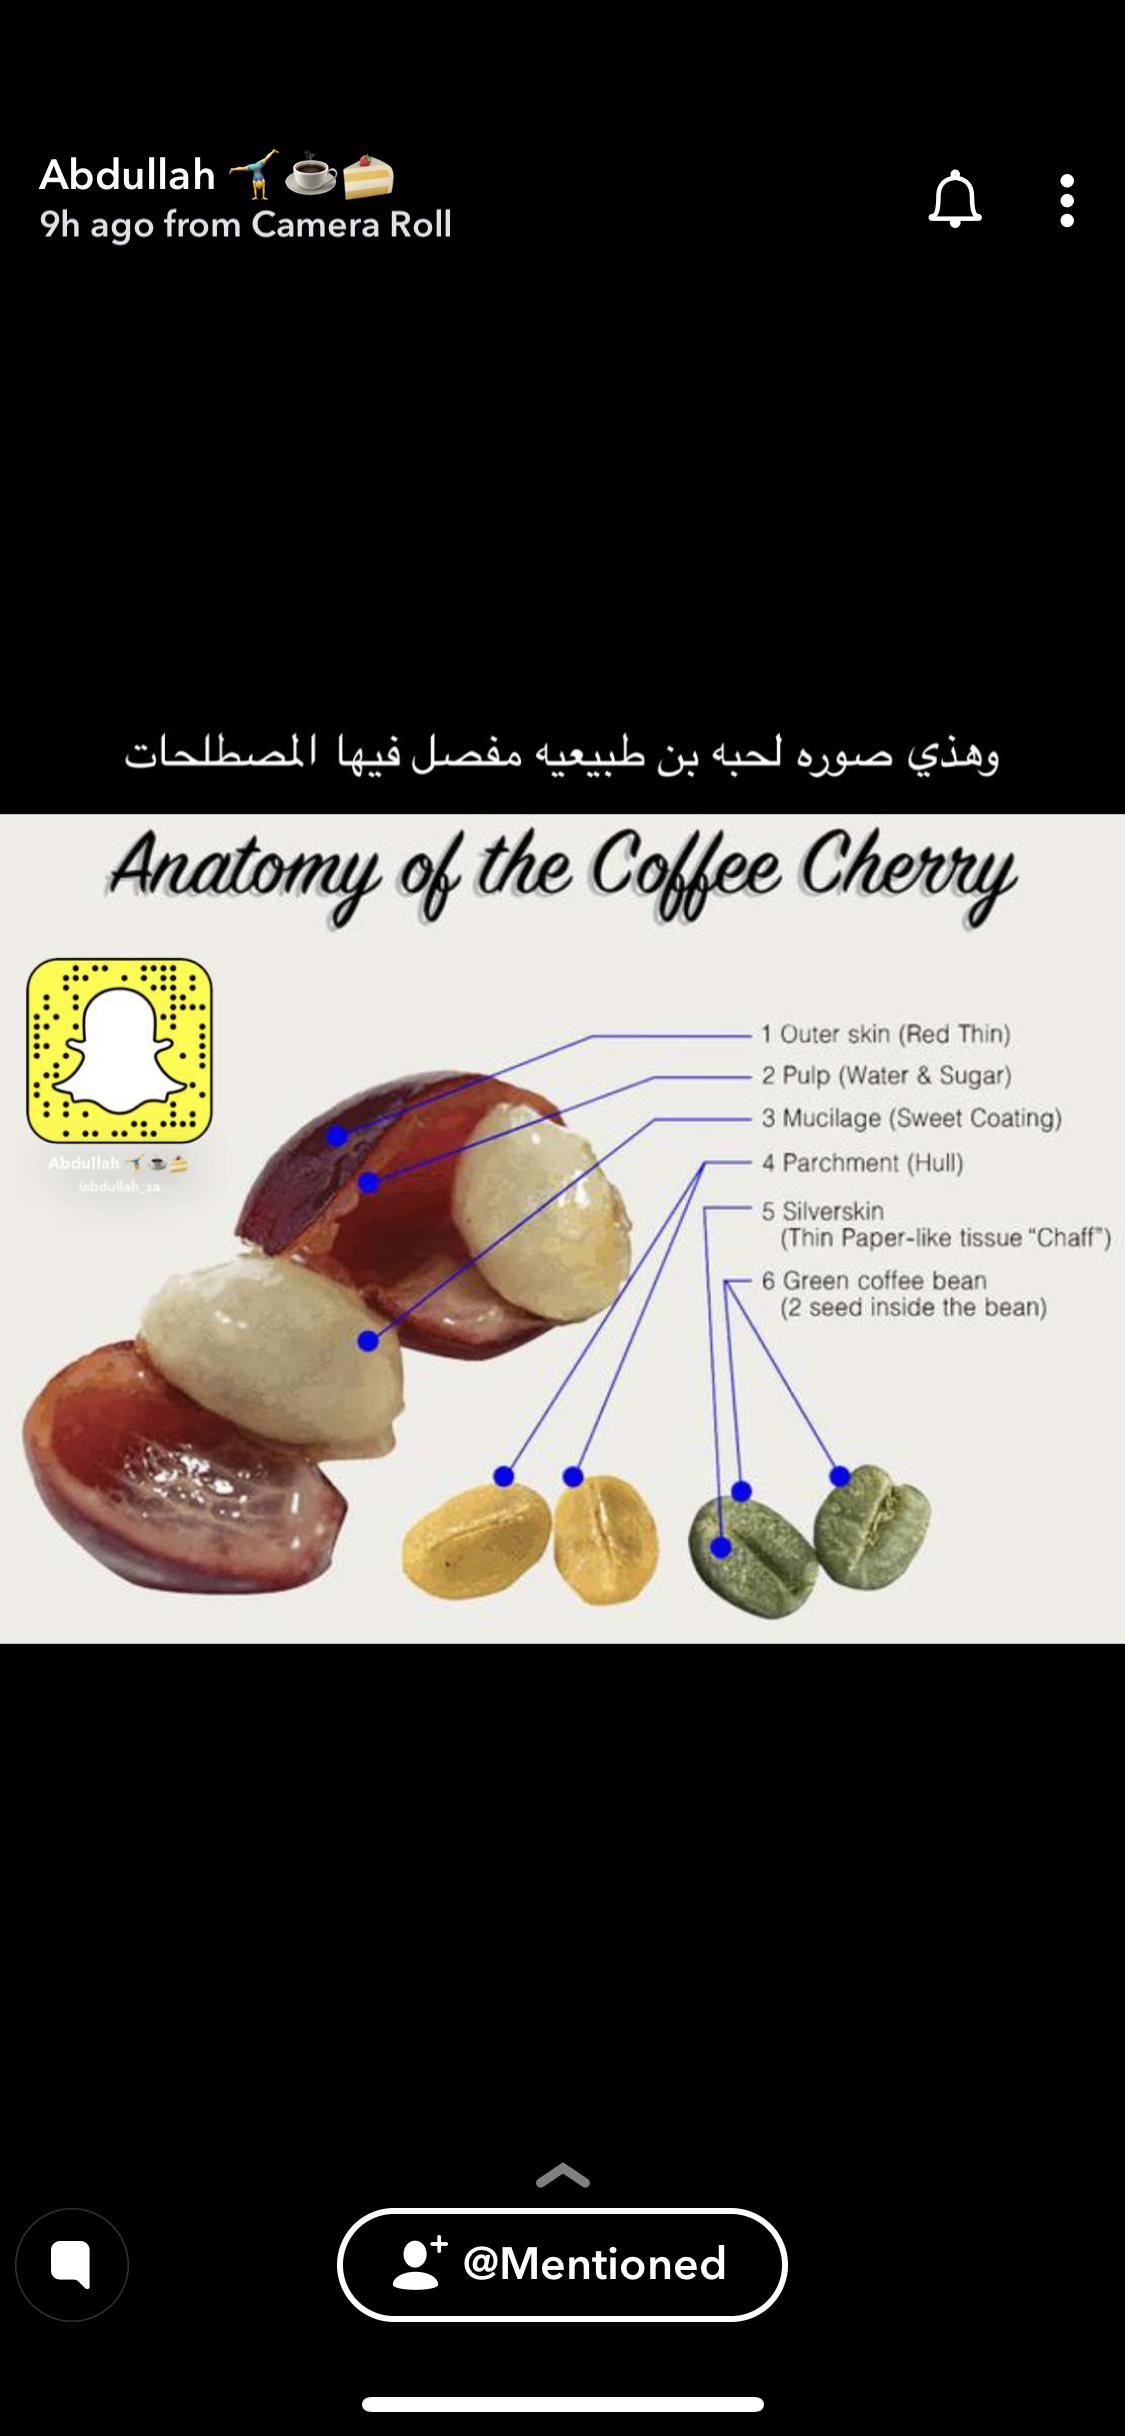 Abdullah 🤸☕🍰
9h ago from Camera Roll
وهذي صوره لحبه بن طبيعيه مفصل فيها المصطلحات
Anatomy of the Coffee Cherry
Abdullah 🤸☕🍰
iabdullah_sa
1 Outer skin (Red Thin)
2 Pulp (Water & Sugar)
3 Mucilage (Sweet Coating)
4 Parchment (Hull)
5 Silverskin
(Thin Paper-like tissue “Chaff”)
6 Green coffee bean
(2 seed inside the bean)
@Mentioned